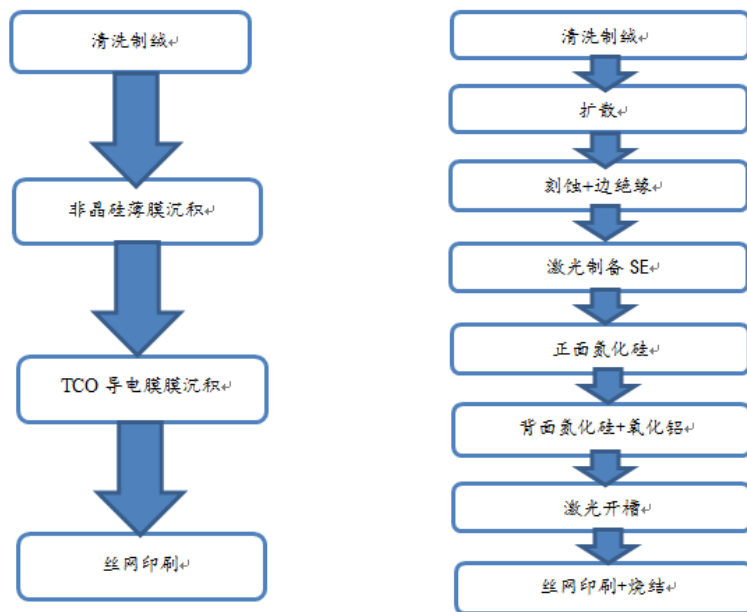 清洗制绒
非晶硅薄膜沉积
TCO 导电膜膜沉积
丝网印刷
清洗制绒
扩散
刻蚀+边绝缘
激光制备 SE
正面氮化硅
背面氮化硅+氧化铝
激光开槽
丝网印刷+烧结